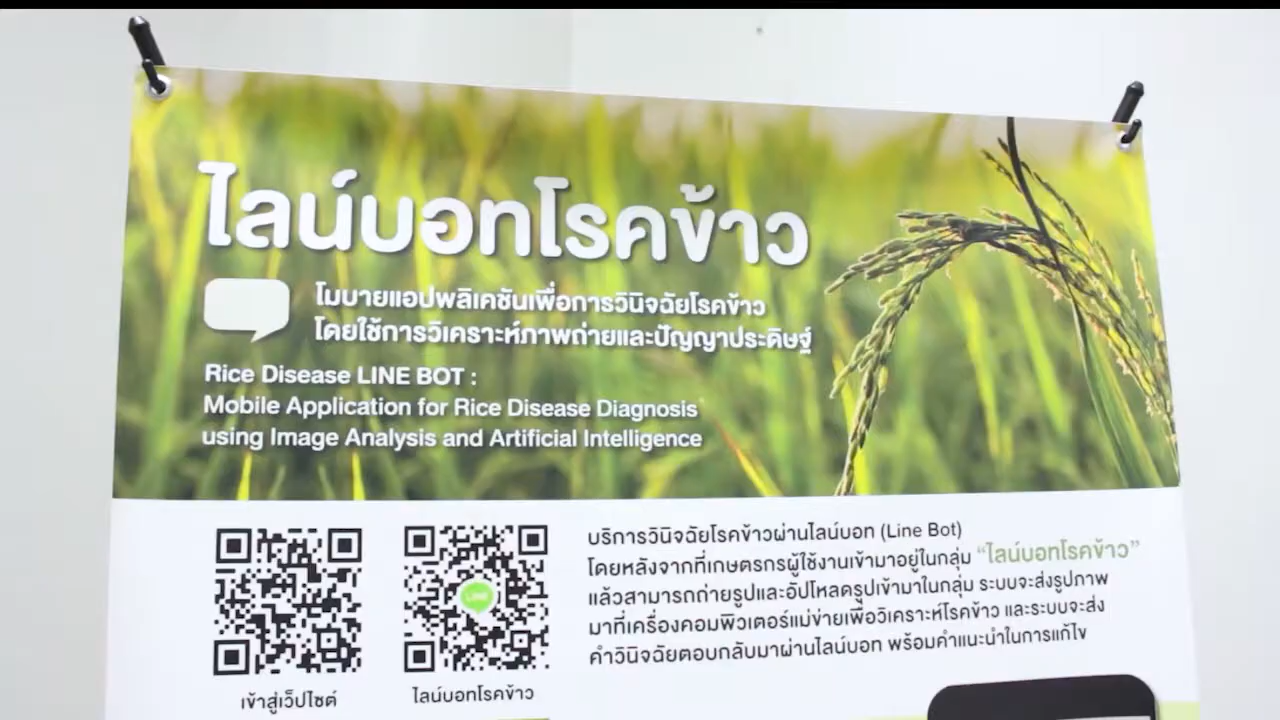 ไลน์บอทโรคข้าว
โมบายแอปพลิเคชันเพื่อการวินิจฉัยโรคข้าว
โดยใช้การวิเคราะห์ภาพถ่ายและปัญญาประดิษฐ์
Rice Disease LINE BOT :
Mobile Application for Rice Disease Diagnosis
using Image Analysis and Artificial Intelligence
บริการวินิจฉัยโรคข้าวผ่านไลน์บอท (Line Bot)
โดยหลังจากที่เกษตรกรผู้ใช้งานเข้ามาอยู่ในกลุ่ม “ไลน์บอทโรคข้าว”
แล้วสามารถถ่ายรูปและอัปโหลดรูปเข้ามาในกลุ่ม ระบบจะส่งรูปภาพ
มาที่เครื่องคอมพิวเตอร์แม่ข่ายเพื่อวิเคราะห์โรคข้าว และระบบจะส่ง
คำวินิจฉัยตอบกลับมาผ่านไลน์บอท พร้อมคำแนะนำในการแก้ไข
LINE
เข้าสู่เว็ปไซต์
ไลน์บอทโรคข้าว